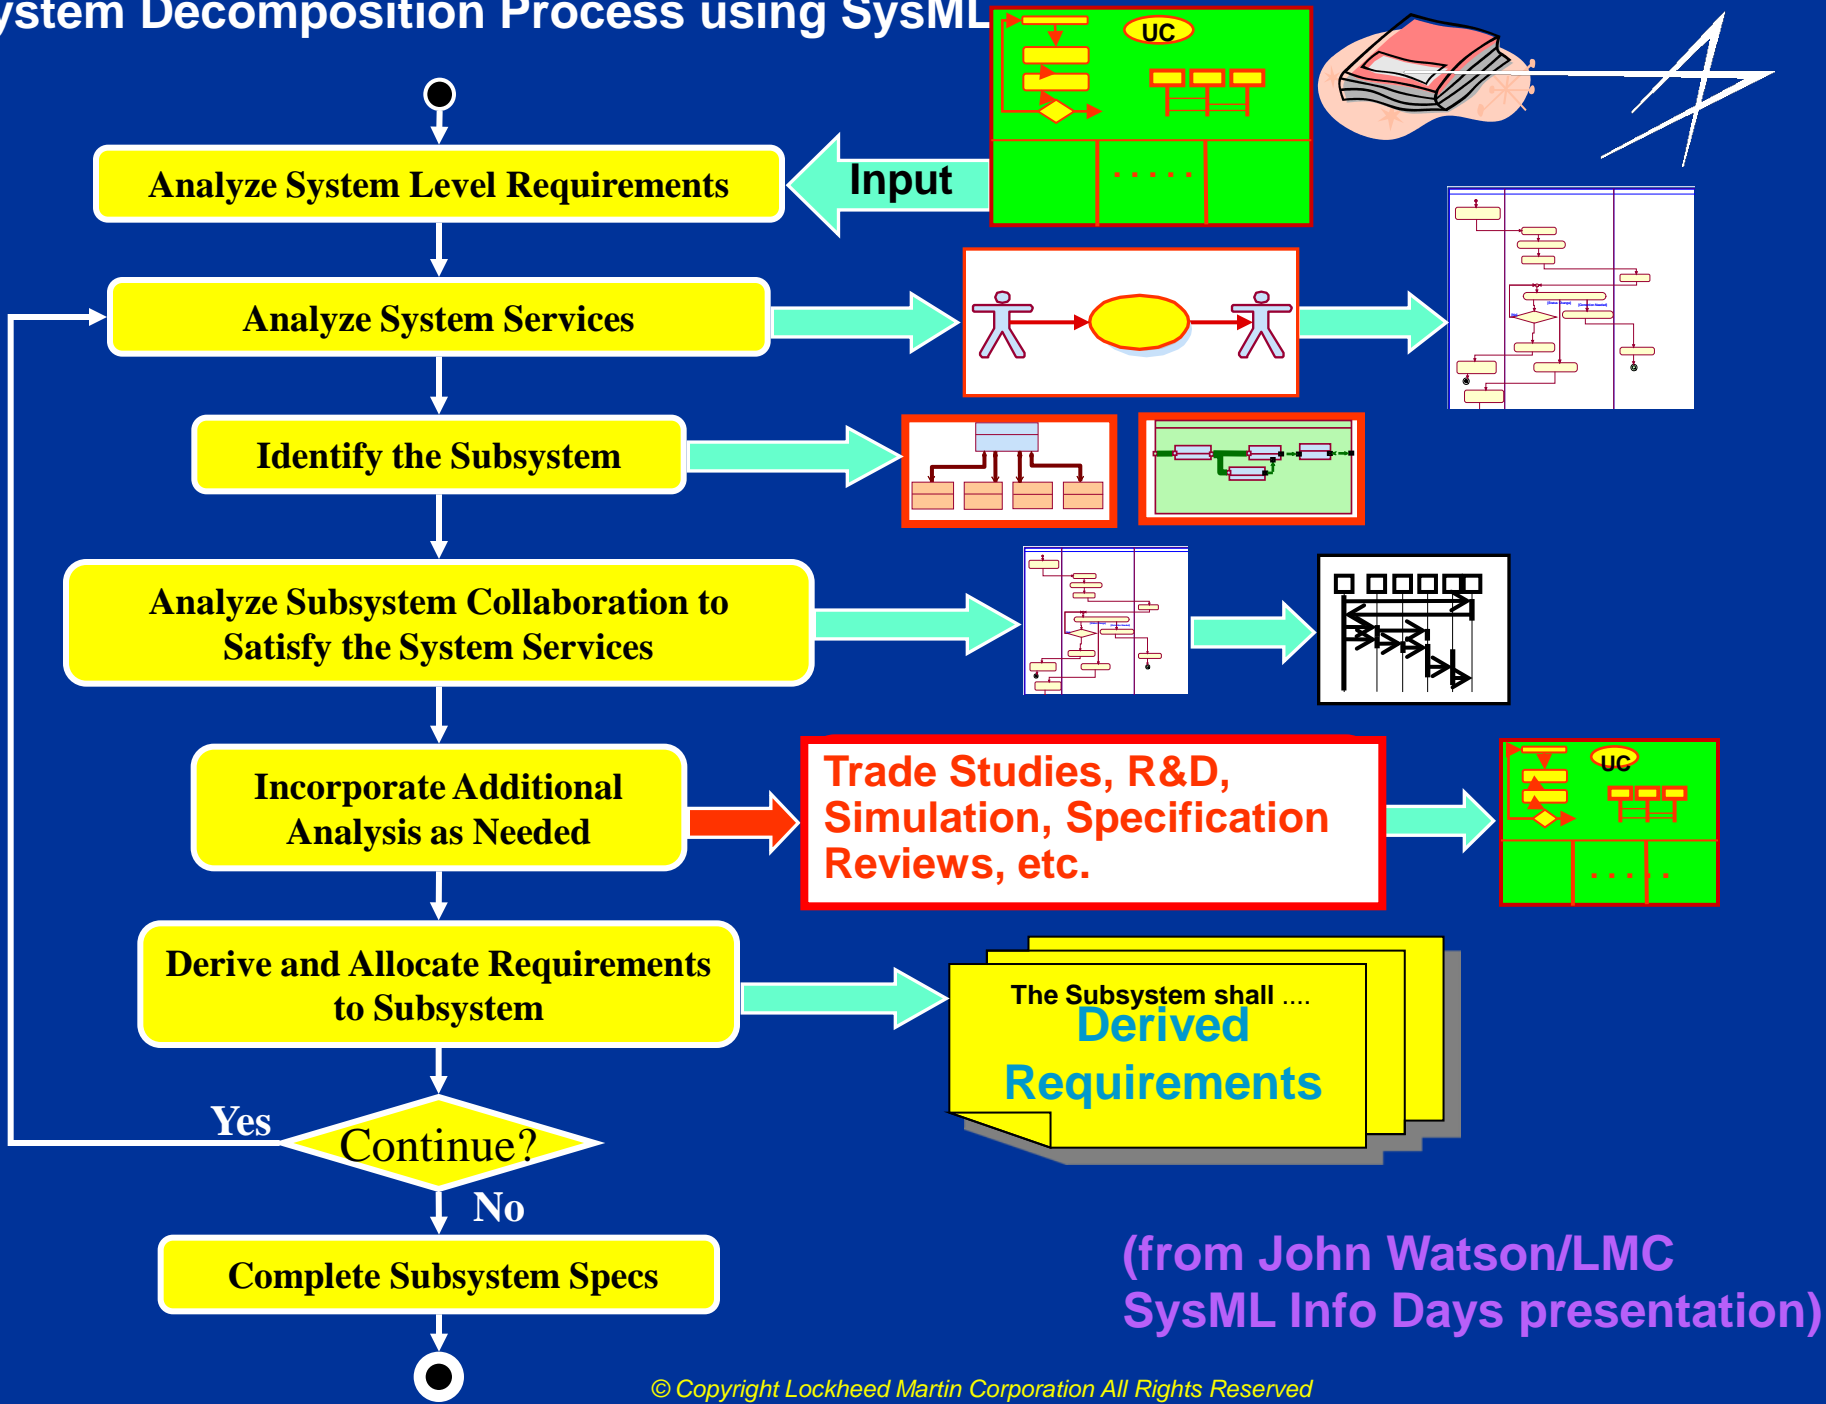 ystem Decomposition Process using SysML
UC
Analyze System Level Requirements
Input
. . . . .
Analyze System Services
Identify the Subsystem
Analyze Subsystem Collaboration to
Satisfy the System Services
Incorporate Additional
Analysis as Needed
Trade Studies, R&D,
Simulation, Specification
Reviews, etc.
UC
. . . . .
Derive and Allocate Requirements
to Subsystem
The Subsystem shall ....
Derived
Requirements
Yes
Continue?
No
Complete Subsystem Specs
(from John Watson/LMC
SysML Info Days presentation)
© Copyright Lockheed Martin Corporation All Rights Reserved